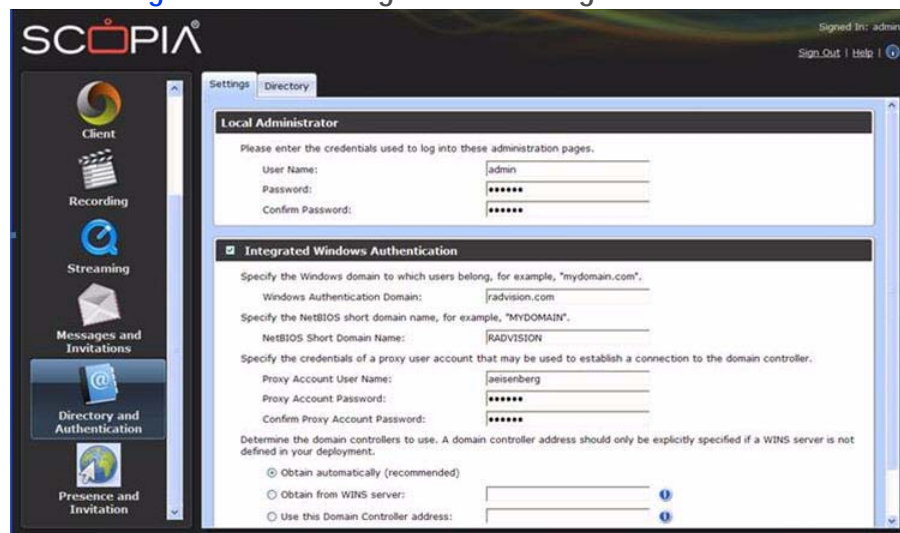 SCOPIA®
Signed In: admin
Sign Out | Help |
Client
Recording
Streaming
Messages and
Invitations
Directory and
Authentication
Presence and
Invitation
Settings
Directory
Local Administrator
Please enter the credentials used to log into these administration pages.
User Name: admin
Password: ••••••
Confirm Password: ••••••
Integrated Windows Authentication
Specify the Windows domain to which users belong, for example, "mydomain.com".
Windows Authentication Domain: radvision.com
Specify the NetBIOS short domain name, for example, "MYDOMAIN".
NetBIOS Short Domain Name: RADVISION
Specify the credentials of a proxy user account that may be used to establish a connection to the domain controller.
Proxy Account User Name: aeisenberg
Proxy Account Password: ••••••
Confirm Proxy Account Password: ••••••
Determine the domain controllers to use. A domain controller address should only be explicitly specified if a WINS server is not
defined in your deployment.
Obtain automatically (recommended)
Obtain from WINS server:
Use this Domain Controller address: